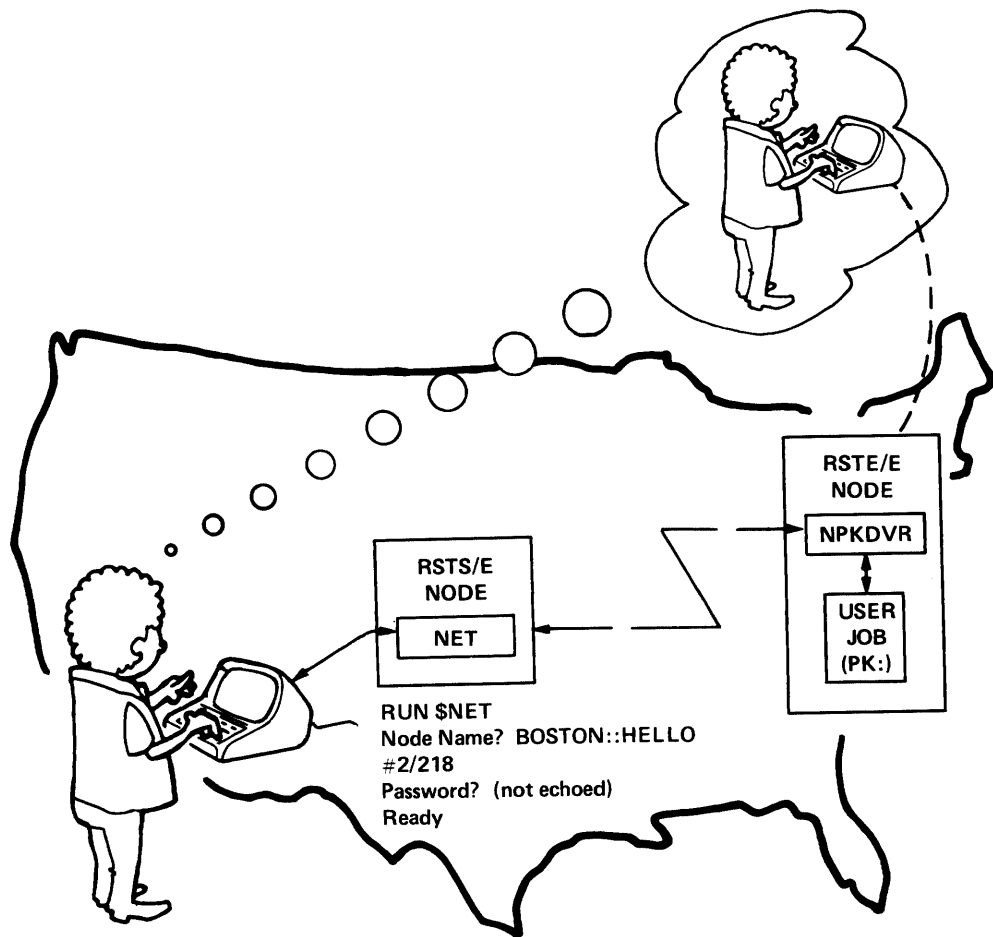 RSTE/E
NODE
NPKDVR
USER
JOB
(PK:)
RSTS/E
NODE
NET
RUN $NET
Node Name? BOSTON::HELLO
#2/218
Password? (not echoed)
Ready